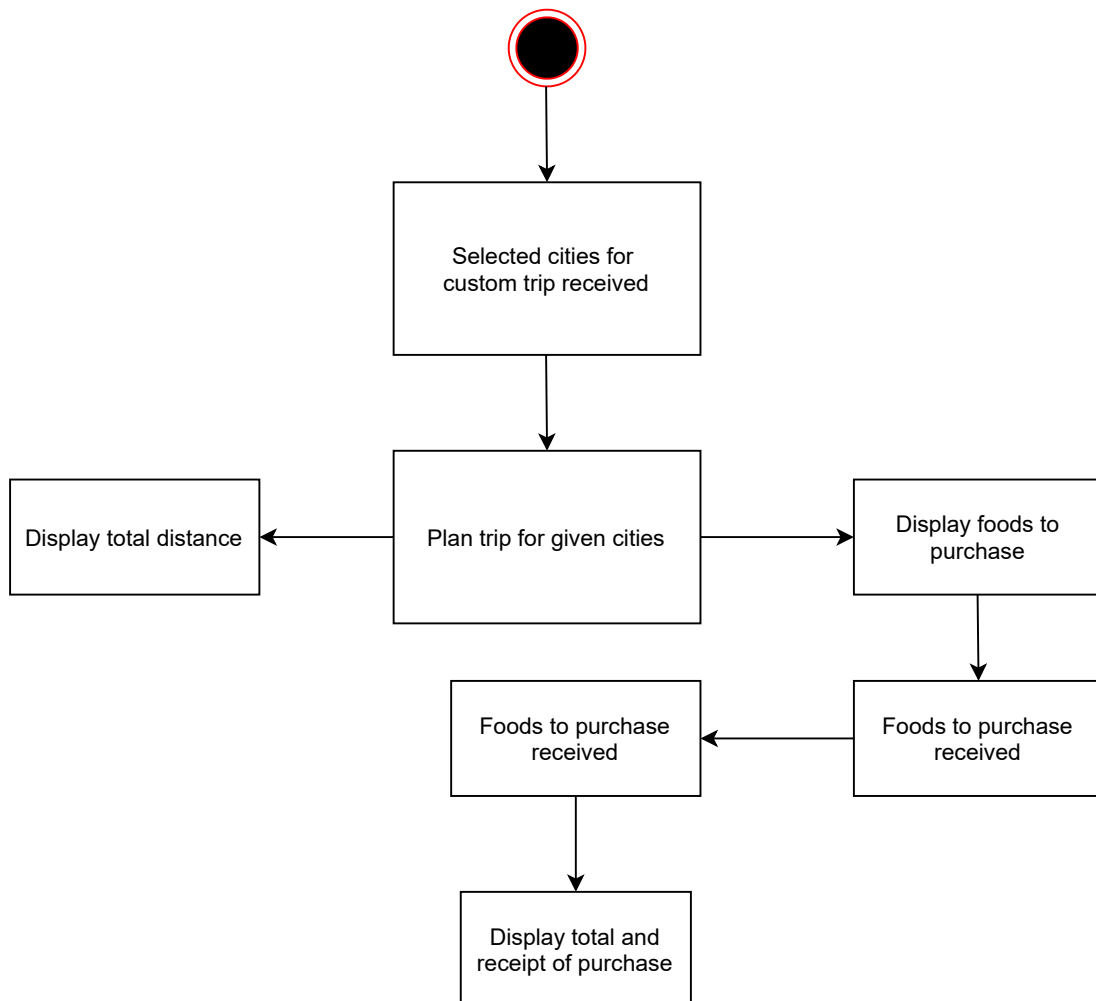 Selected cities for
custom trip received
Display total distance
Plan trip for given cities
Display foods to
purchase
Foods to purchase
received
Foods to purchase
received
Display total and
receipt of purchase